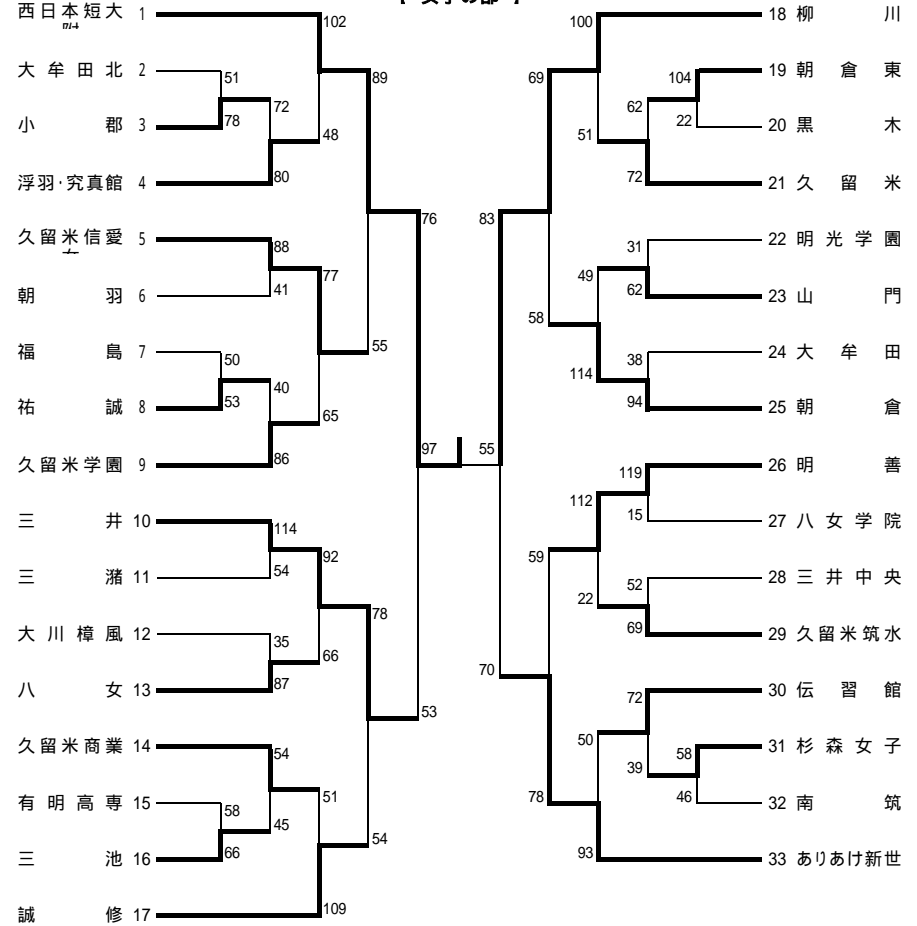 西日本短大 1
大牟田北 2
小郡 3
浮羽・究真館 4
久留米信愛 5
朝羽 6
福島 7
祐誠 8
久留米学園 9
三井 10
三潴 11
大川樟風 12
八女 13
久留米商業 14
有明高専 15
三池 16
誠修 17
102
51
78
72
80
48
89
88
41
77
50
53
40
86
65
55
76
114
54
92
35
87
66
78
54
58
66
45
51
109
54
53
97
55
100
104
22
62
72
51
69
31
62
49
38
94
114
58
83
119
15
112
52
69
22
59
72
58
46
39
50
93
78
70
18 柳川
19 朝倉東
20 黒木
21 久留米
22 明光学園
23 山門
24 大牟田
25 朝倉
26 明善
27 八女学院
28 三井中央
29 久留米筑水
30 伝習館
31 杉森女子
32 南筑
33 ありあけ新世